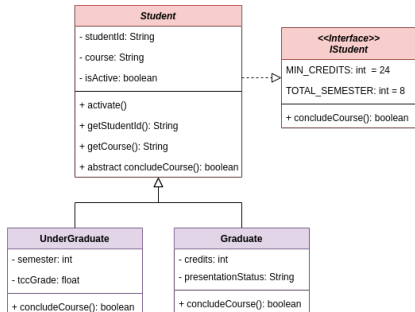 Student
- studentId: String
- course: String
- isActive: boolean
+ activate()
+ getStudentId(): String
+ getCourse(): String
+ abstract concludeCourse(): boolean
<<Interface>>
IStudent
MIN_CREDITS: int = 24
TOTAL_SEMESTER: int = 8
+ concludeCourse(): boolean
UnderGraduate
- semester: int
- tccGrade: float
+ concludeCourse(): boolean
Graduate
- credits: int
- presentationStatus: String
+ concludeCourse(): boolean